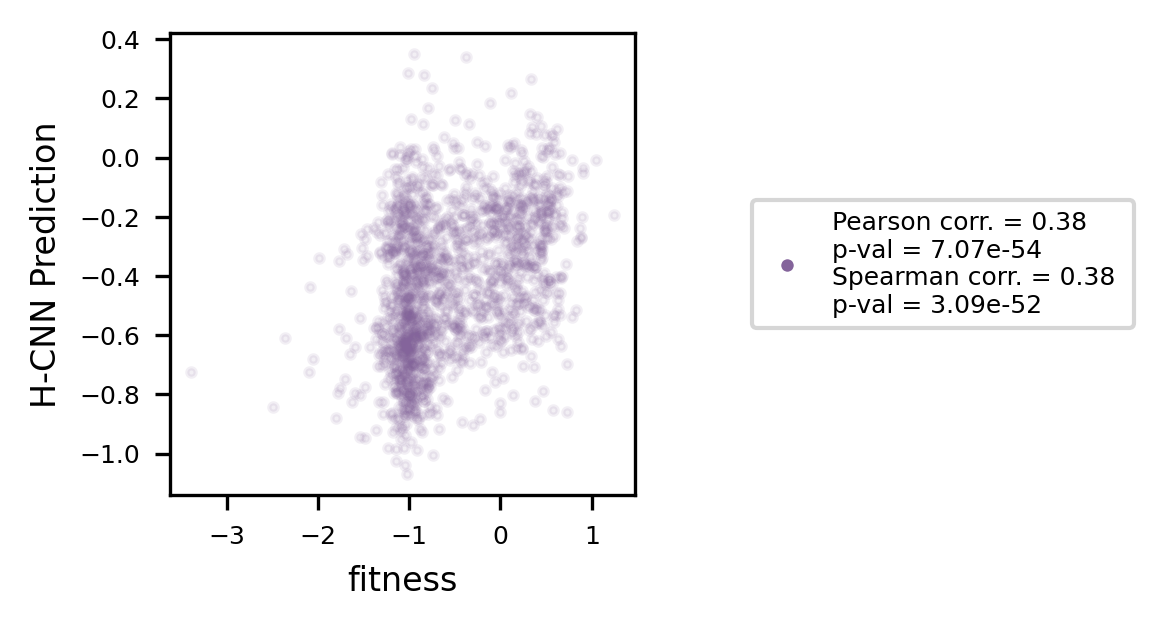 0.4
0.2
0.0
−0.2
−0.4
−0.6
−0.8
−1.0
H-CNN Prediction
−3
−2
−1
0
1
fitness
Pearson corr. = 0.38
p-val = 7.07e-54
Spearman corr. = 0.38
p-val = 3.09e-52